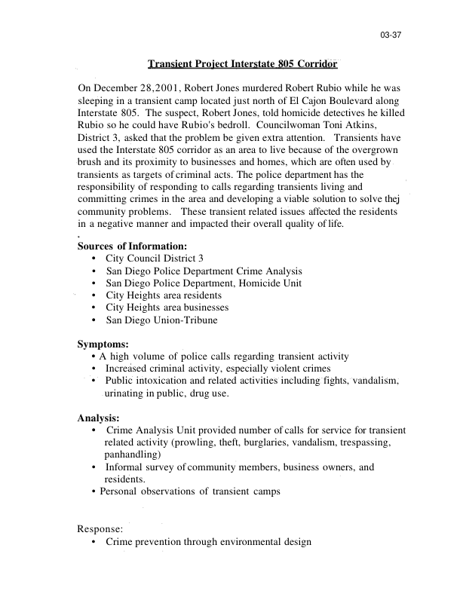 03-37
Transient Project Interstate 805 Corridor
On December 28,2001, Robert Jones murdered Robert Rubio while he was
sleeping in a transient camp located just north of El Cajon Boulevard along
Interstate 805. The suspect, Robert Jones, told homicide detectives he killed
Rubio so he could have Rubio's bedroll. Councilwoman Toni Atkins,
District 3, asked that the problem be given extra attention. Transients have
used the Interstate 805 corridor as an area to live because of the overgrown
brush and its proximity to businesses and homes, which are often used by
transients as targets of criminal acts. The police department has the
responsibility of responding to calls regarding transients living and
committing crimes in the area and developing a viable solution to solve thej
community problems. These transient related issues affected the residents
in a negative manner and impacted their overall quality of life.
Sources of Information:
• City Council District 3
• San Diego Police Department Crime Analysis
• San Diego Police Department, Homicide Unit
• City Heights area residents
• City Heights area businesses
• San Diego Union-Tribune
Symptoms:
• A high volume of police calls regarding transient activity
• Increased criminal activity, especially violent crimes
• Public intoxication and related activities including fights, vandalism,
urinating in public, drug use.
Analysis:
• Crime Analysis Unit provided number of calls for service for transient
related activity (prowling, theft, burglaries, vandalism, trespassing,
panhandling)
• Informal survey of community members, business owners, and
residents.
• Personal observations of transient camps
Response:
• Crime prevention through environmental design